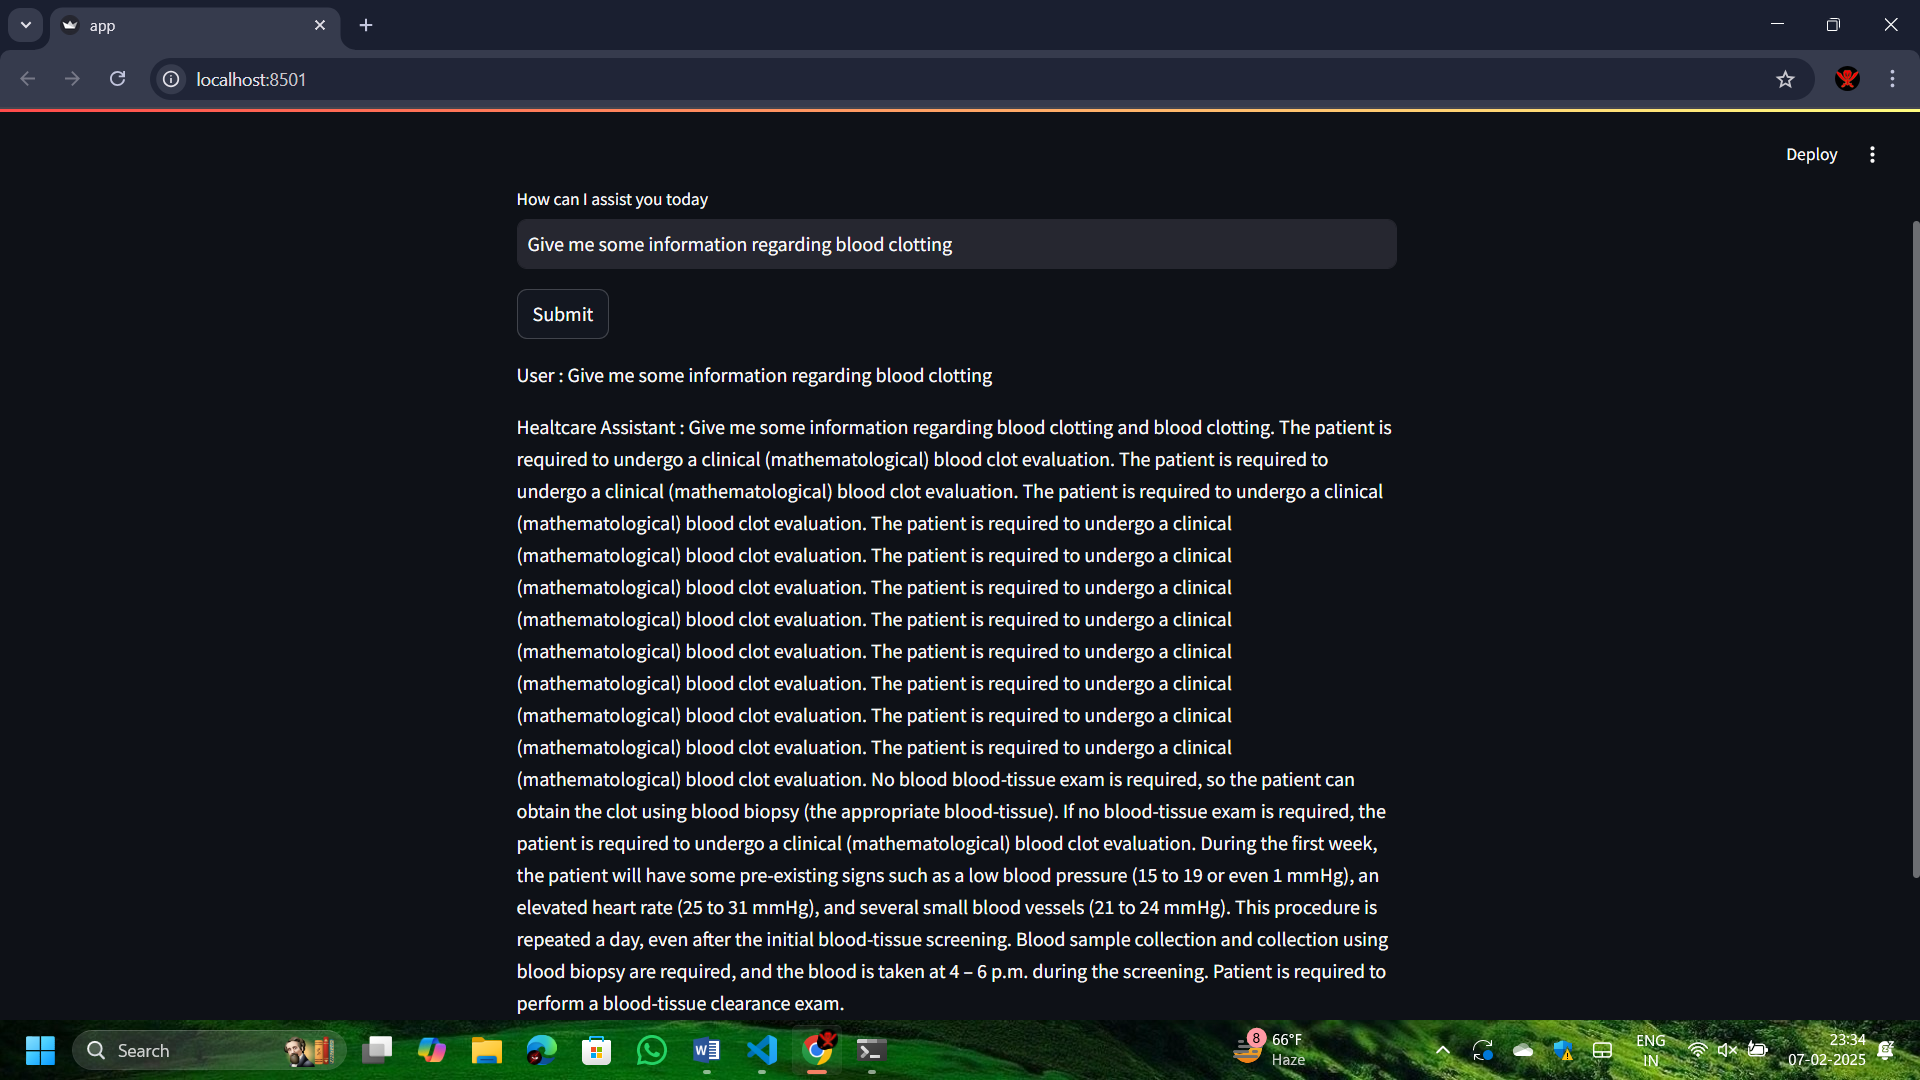 app
localhost:8501
Deploy
How can I assist you today
Give me some information regarding blood clotting
Submit
User : Give me some information regarding blood clotting
Healtcare Assistant : Give me some information regarding blood clotting and blood clotting. The patient is
required to undergo a clinical (mathematological) blood clot evaluation. The patient is required to
undergo a clinical (mathematological) blood clot evaluation. The patient is required to undergo a clinical
(mathematological) blood clot evaluation. The patient is required to undergo a clinical
(mathematological) blood clot evaluation. The patient is required to undergo a clinical
(mathematological) blood clot evaluation. The patient is required to undergo a clinical
(mathematological) blood clot evaluation. The patient is required to undergo a clinical
(mathematological) blood clot evaluation. The patient is required to undergo a clinical
(mathematological) blood clot evaluation. The patient is required to undergo a clinical
(mathematological) blood clot evaluation. The patient is required to undergo a clinical
(mathematological) blood clot evaluation. The patient is required to undergo a clinical
(mathematological) blood clot evaluation. No blood blood-tissue exam is required, so the patient can
obtain the clot using blood biopsy (the appropriate blood-tissue). If no blood-tissue exam is required, the
patient is required to undergo a clinical (mathematological) blood clot evaluation. During the first week,
the patient will have some pre-existing signs such as a low blood pressure (15 to 19 or even 1 mmHg), an
elevated heart rate (25 to 31 mmHg), and several small blood vessels (21 to 24 mmHg). This procedure is
repeated a day, even after the initial blood-tissue screening. Blood sample collection and collection using
blood biopsy are required, and the blood is taken at 4 – 6 p.m. during the screening. Patient is required to
perform a blood-tissue clearance exam.
Search
8
66°F
Haze
ENG
IN
23:34
07-02-2025